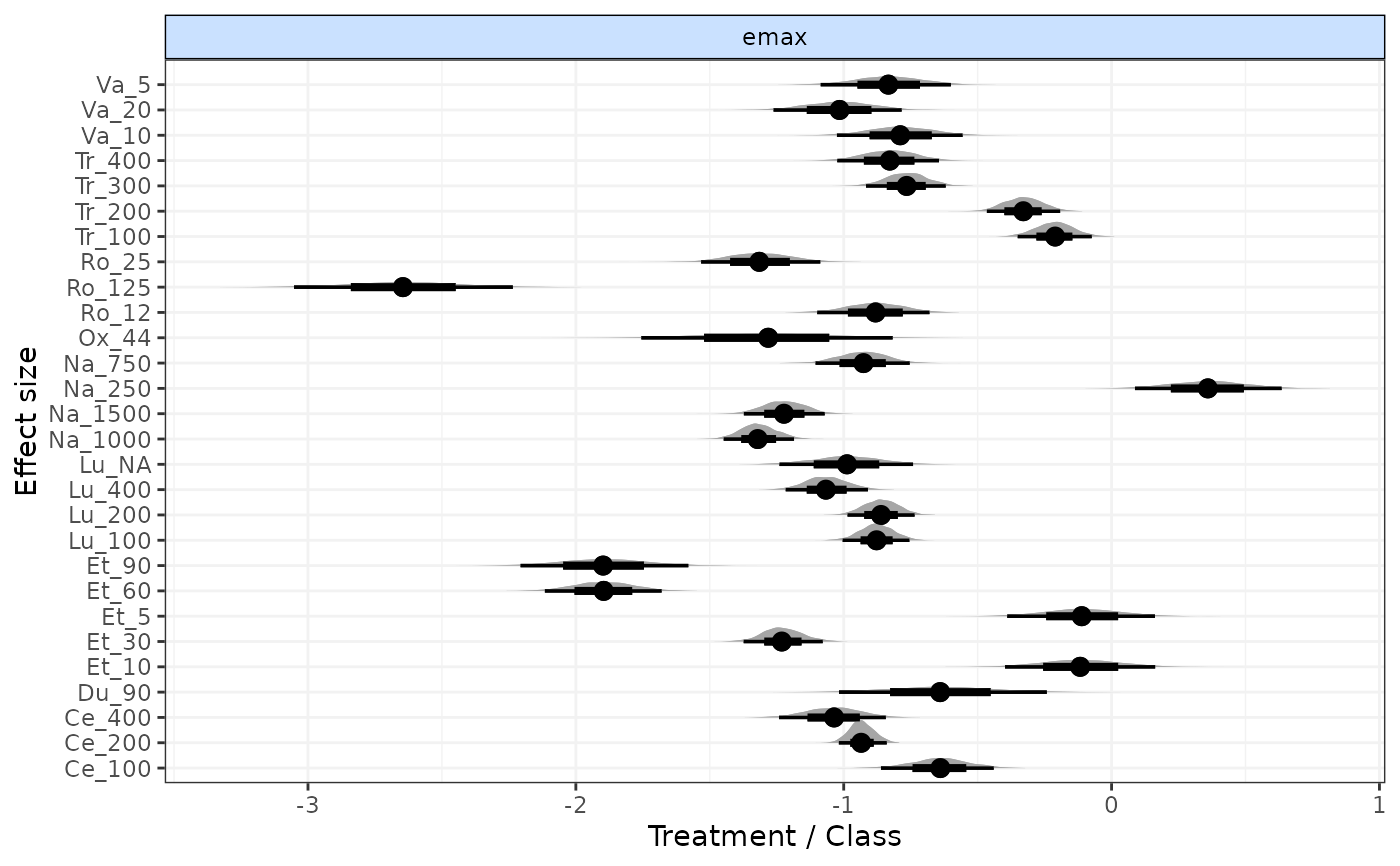 emax
Va_5
Va_20
Va_10
Tr_400
Tr_300
Tr_200
Tr_100
Ro_25
Ro_125
Ro_12
Ox_44
Na_750
Na_250
Na_1500
Na_1000
Lu_NA
Lu_400
Lu_200
Lu_100
Et_90
Et_60
Et_5
Et_30
Et_10
Du_90
Ce_400
Ce_200
Ce_100
Effect size
-3 -2 -1 0 1
Treatment / Class